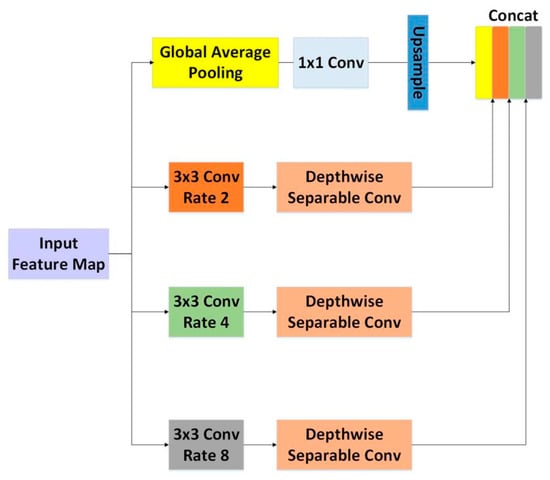 Concat
Global Average
Pooling
1x1 Conv
Upsample
3x3 Conv
Rate 2
Depthwise
Separable Conv
Input
Feature Map
3x3 Conv
Rate 4
Depthwise
Separable Conv
3x3 Conv
Rate 8
Depthwise
Separable Conv